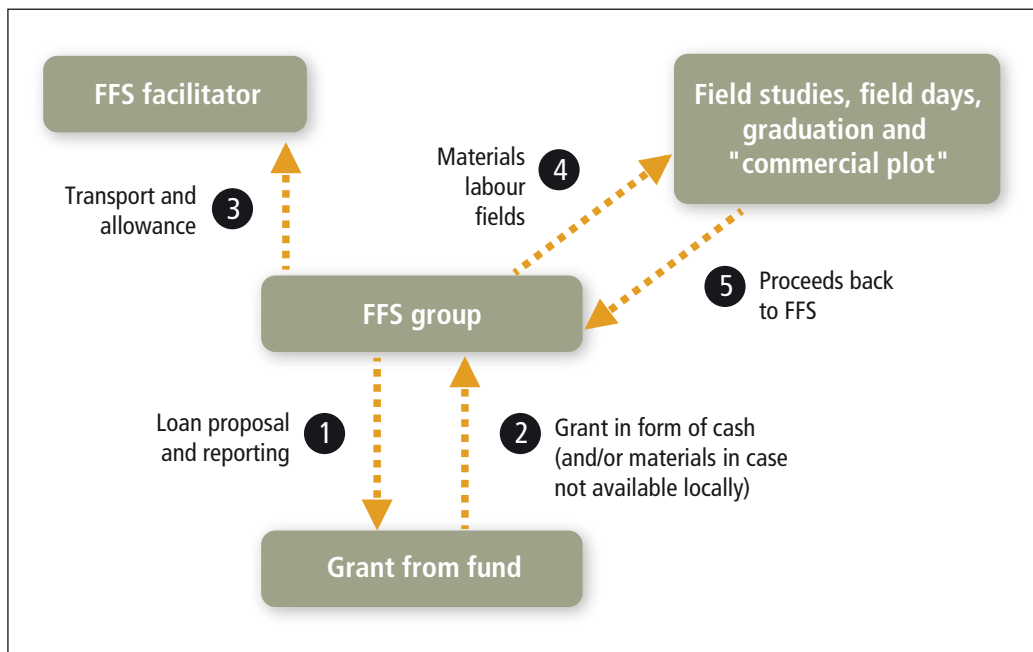 FFS facilitator
Field studies, field days,
graduation and
"commercial plot"
Materials
labour
fields
4
Transport and
allowance
3
5
Proceeds back
to FFS
FFS group
Loan proposal
and reporting
1
2
Grant in form of cash
(and/or materials in case
not available locally)
Grant from fund